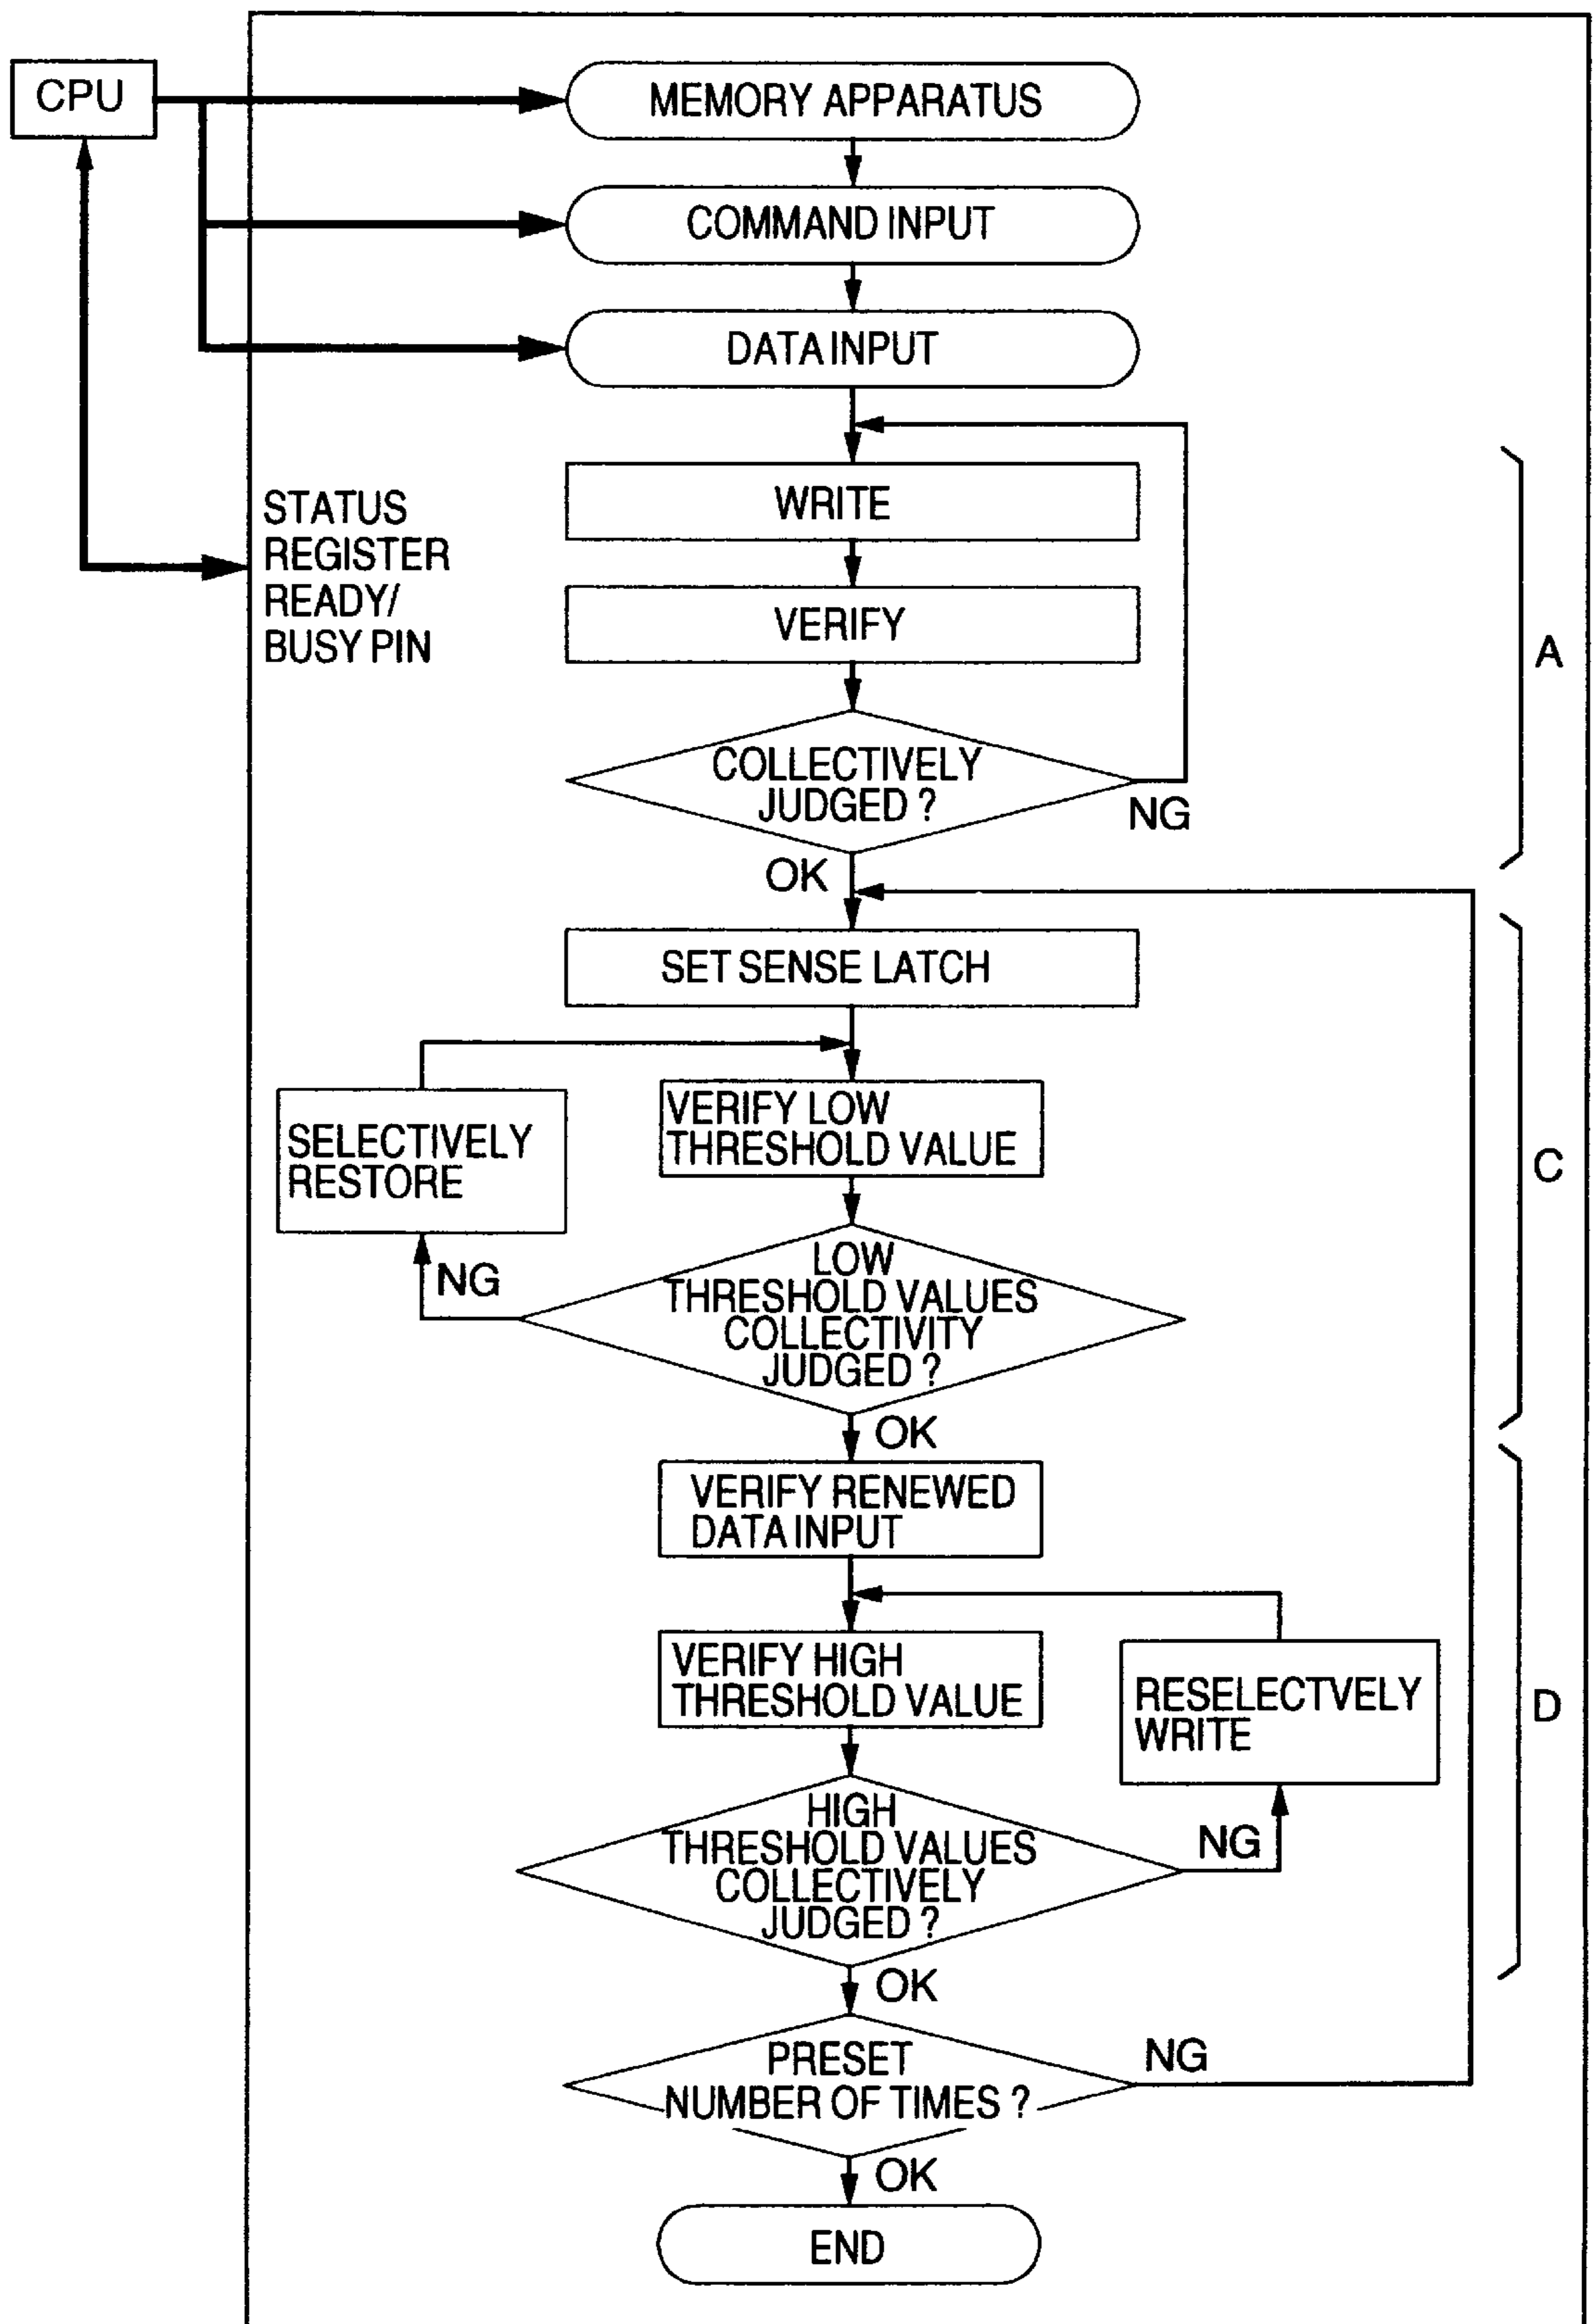 CPU
MEMORY APPARATUS
COMMAND INPUT
DATA INPUT
STATUS
REGISTER
READY/
BUSY PIN
WRITE
VERIFY
COLLECTIVELY
JUDGED ?
NG
OK
A
SET SENSE LATCH
SELECTIVELY
RESTORE
VERIFY LOW
THRESHOLD VALUE
NG
LOW
THRESHOLD VALUES
COLLECTIVITY
JUDGED ?
OK
C
VERIFY RENEWED
DATA INPUT
VERIFY HIGH
THRESHOLD VALUE
RESELECTVELY
WRITE
HIGH
THRESHOLD VALUES
COLLECTIVELY
JUDGED ?
NG
OK
D
PRESET
NUMBER OF TIMES ?
NG
OK
END